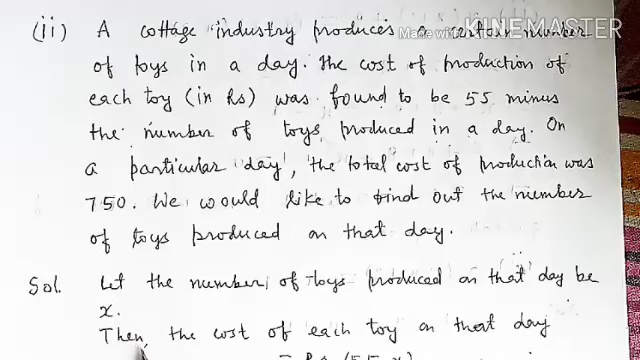 Made with KINEMASTER
(ii) A cottage industry produces a certain number
of toys in a day. The cost of production of
each toy (in Rs) was found to be 55 minus
the number of toys produced in a day. On
a particular day, the total cost of production was
750. We would like to find out the number
of toys produced on that day.
Sol. Let the number of toys produced on that day be
x.
Then, the cost of each toy on that day
= Rs (55-x)